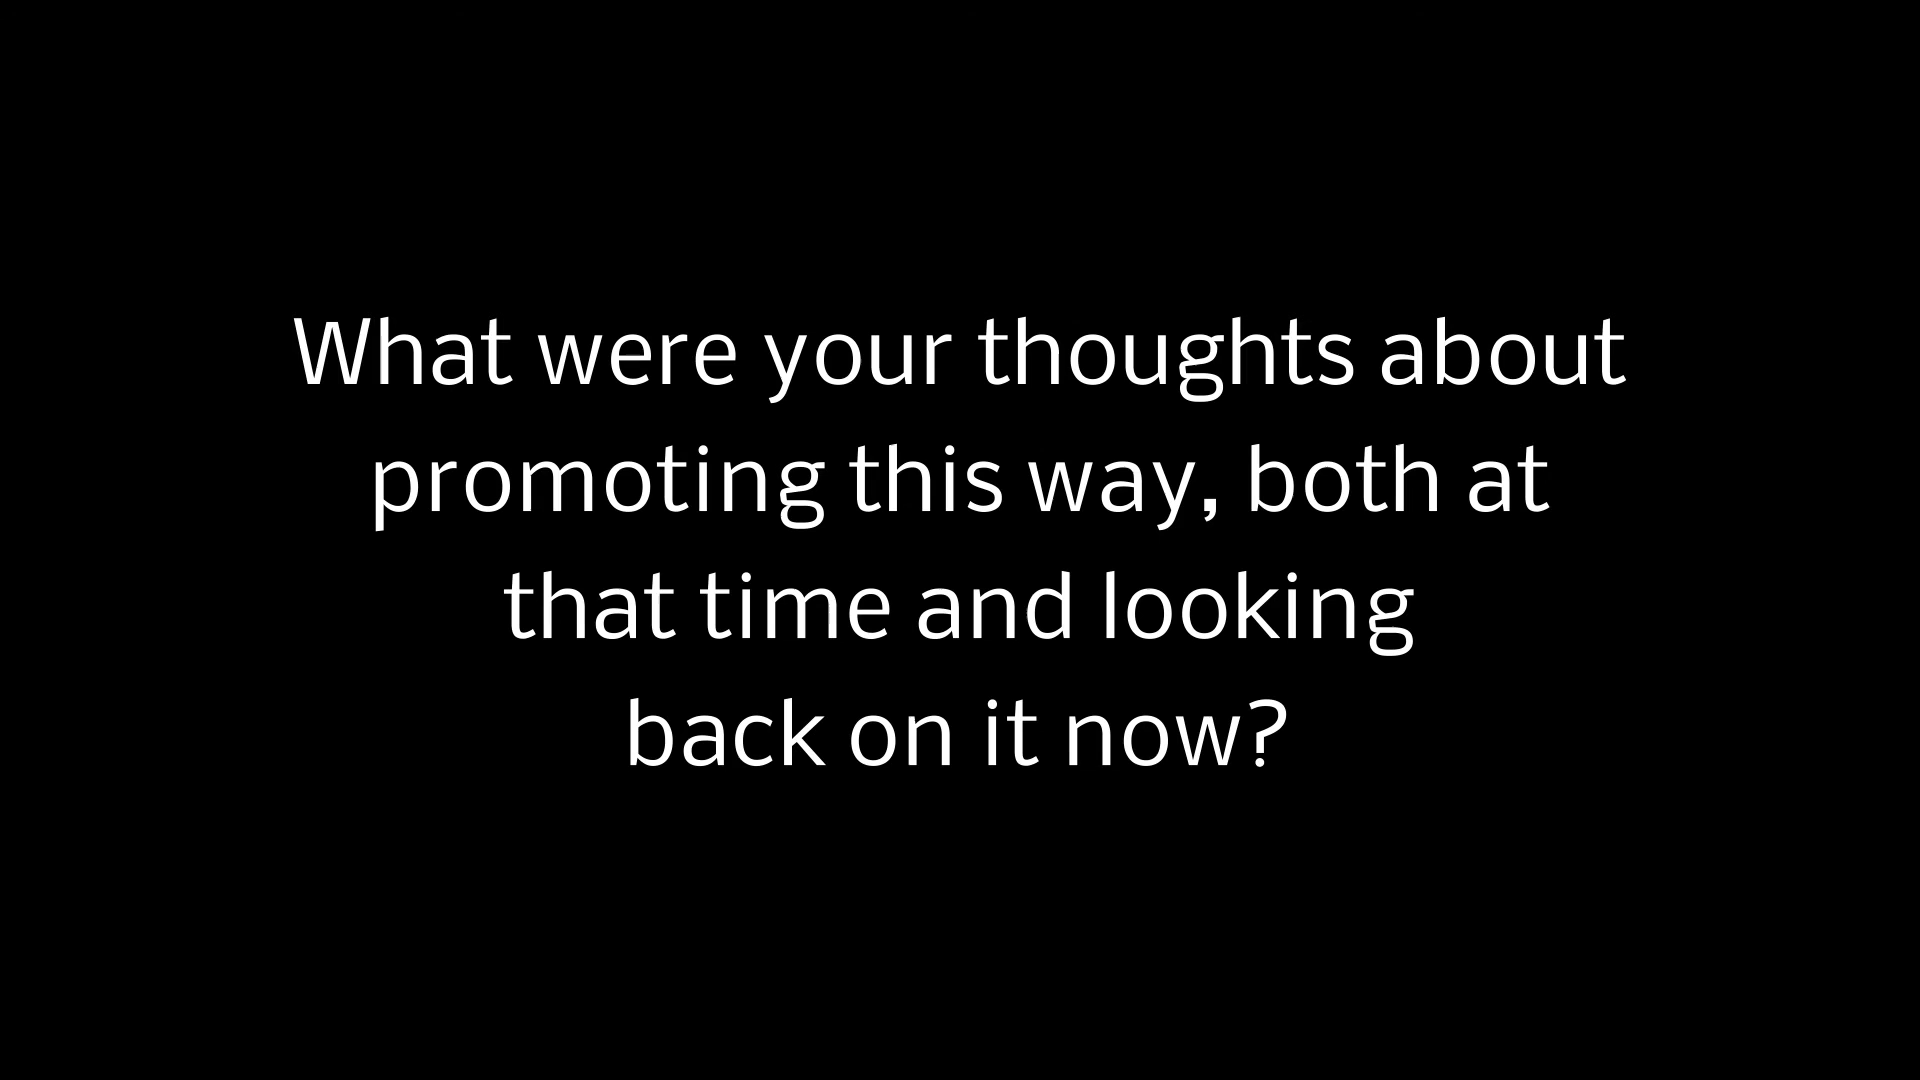 What were your thoughts about
promoting this way, both at
that time and looking
back on it now?